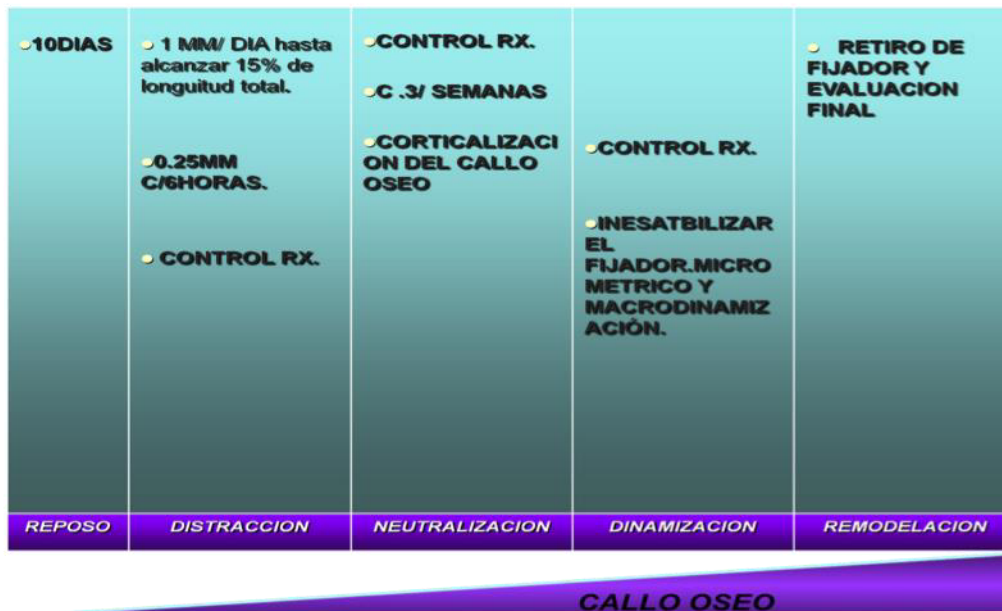 •10DIAS
• 1 MM/ DIA hasta
alcanzar 15% de
longuitud total.
•0.25MM
C/6HORAS.
• CONTROL RX.
•CONTROL RX.
•C .3/ SEMANAS
•CORTICALIZACI
ON DEL CALLO
OSEO
•CONTROL RX.
•INESATBILIZAR
EL
FIJADOR.MICRO
METRICO Y
MACRODINAMIZ
ACIÓN.
• RETIRO DE
FIJADOR Y
EVALUACION
FINAL
REPOSO
DISTRACCION
NEUTRALIZACION
DINAMIZACION
REMODELACION
CALLO OSEO